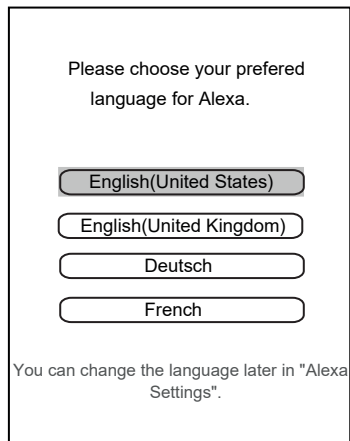 Please choose your prefered
language for Alexa.
English(United States)
English(United Kingdom)
Deutsch
French
You can change the language later in "Alexa
Settings".